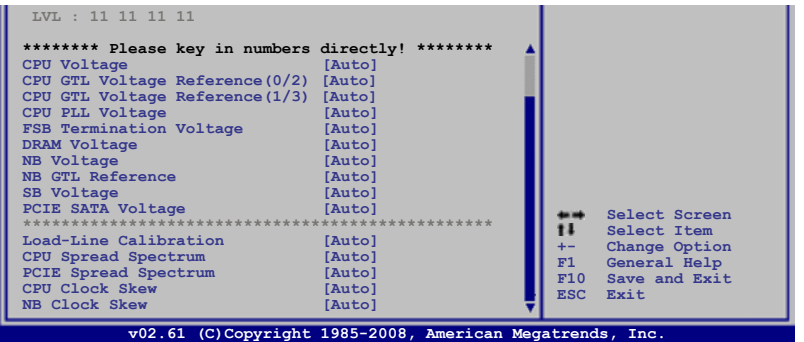 LVL : 11 11 11 11
******** Please key in numbers directly! ********
CPU Voltage [Auto]
CPU GTL Voltage Reference(0/2) [Auto]
CPU GTL Voltage Reference(1/3) [Auto]
CPU PLL Voltage [Auto]
FSB Termination Voltage [Auto]
DRAM Voltage [Auto]
NB Voltage [Auto]
NB GTL Reference [Auto]
SB Voltage [Auto]
PCIE SATA Voltage [Auto]
*************************************************
Load-Line Calibration [Auto]
CPU Spread Spectrum [Auto]
PCIE Spread Spectrum [Auto]
CPU Clock Skew [Auto]
NB Clock Skew [Auto]
←→ Select Screen
↑↓ Select Item
+- Change Option
F1 General Help
F10 Save and Exit
ESC Exit
v02.61 (C)Copyright 1985-2008, American Megatrends, Inc.